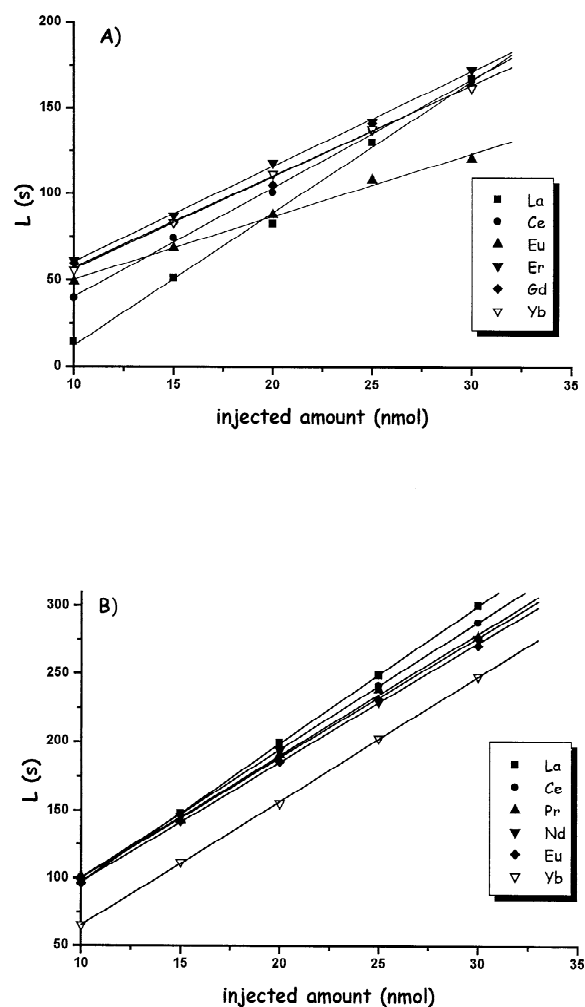 A)
200
150
100
50
0
L (s)
La
Ce
Eu
Er
Gd
Yb
10 15 20 25 30 35
injected amount (nmol)
B)
300
250
200
150
100
50
L (s)
La
Ce
Pr
Nd
Eu
Yb
10 15 20 25 30 35
injected amount (nmol)